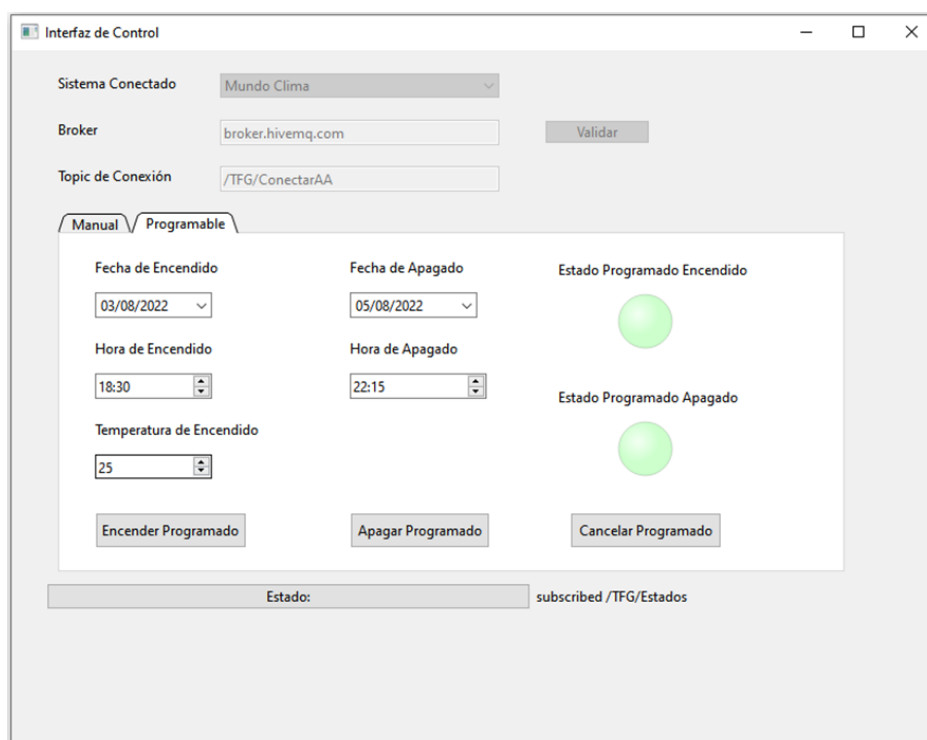 Interfaz de Control
Sistema Conectado
Mundo Clima
Broker
broker.hivemq.com
Validar
Topic de Conexión
/TFG/ConectarAA
Manual
Programable
Fecha de Encendido
Fecha de Apagado
Estado Programado Encendido
03/08/2022
05/08/2022
Hora de Encendido
Hora de Apagado
18:30
22:15
Estado Programado Apagado
Temperatura de Encendido
25
Encender Programado
Apagar Programado
Cancelar Programado
Estado:
subscribed /TFG/Estados